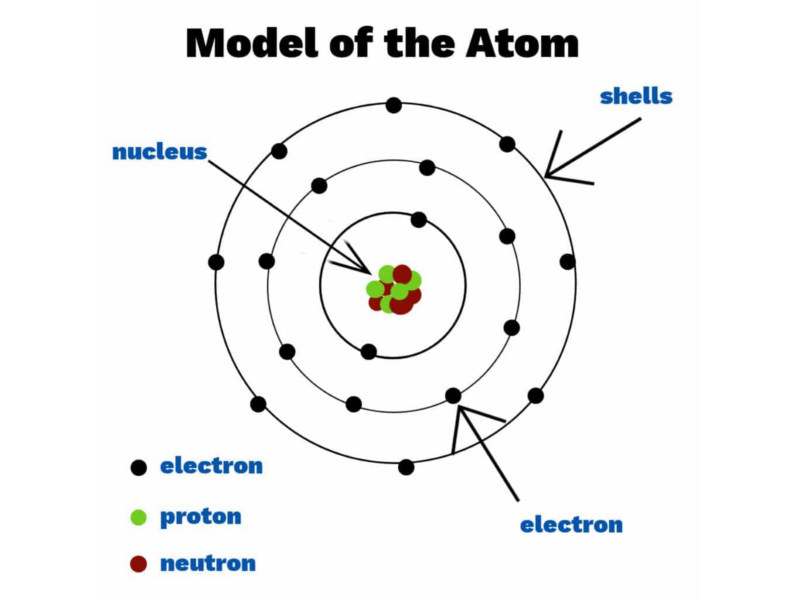 Model of the Atom
shells
nucleus
electron
proton
neutron
electron